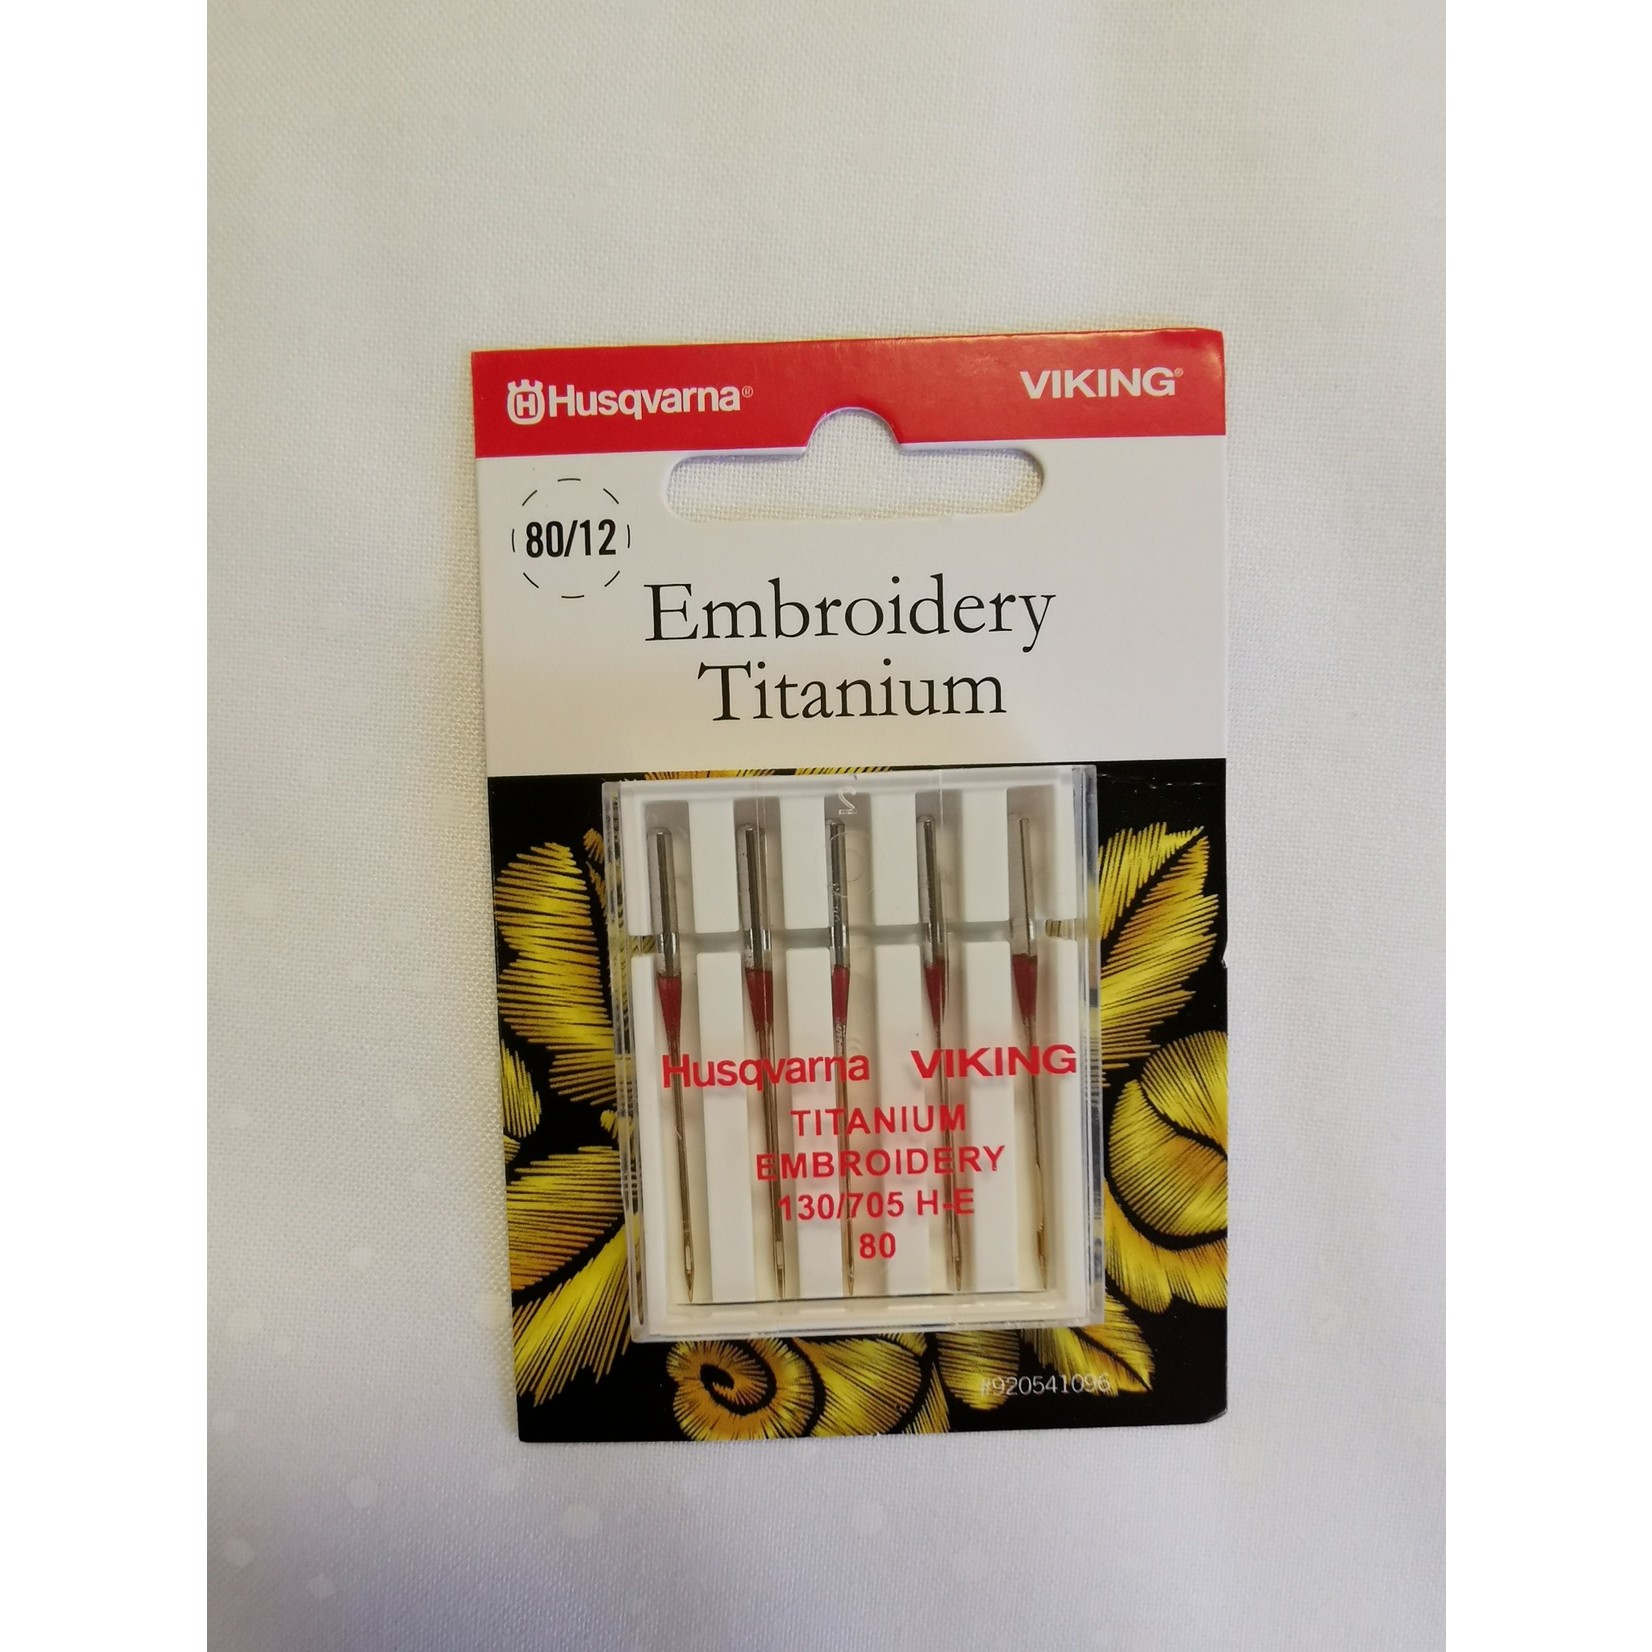 Husqvarna® VIKING®
80/12
Embroidery
Titanium
Husqvarna VIKING
TITANIUM
EMBROIDERY
130/705 H-E
80
#920541096